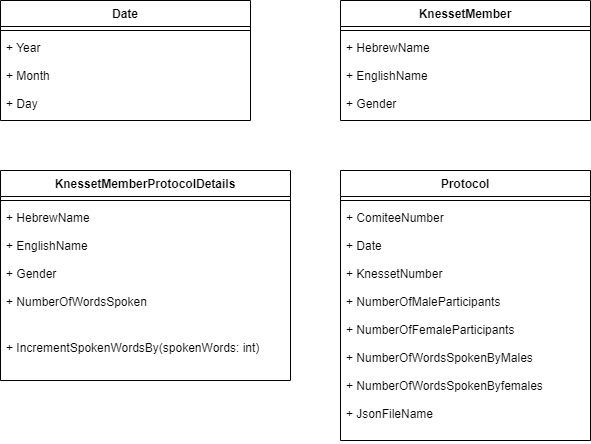 Date
+ Year
+ Month
+ Day
KnessetMember
+ HebrewName
+ EnglishName
+ Gender
KnessetMemberProtocolDetails
+ HebrewName
+ EnglishName
+ Gender
+ NumberOfWordsSpoken
+ IncrementSpokenWordsBy(spokenWords: int)
Protocol
+ ComiteeNumber
+ Date
+ KnessetNumber
+ NumberOfMaleParticipants
+ NumberOfFemaleParticipants
+ NumberOfWordsSpokenByMales
+ NumberOfWordsSpokenByfemales
+ JsonFileName